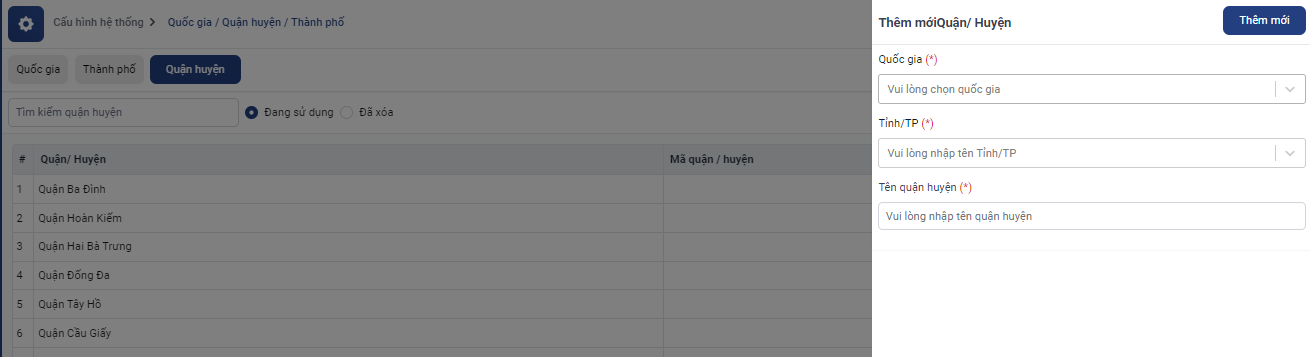 Cấu hình hệ thống > Quốc gia / Quận huyện / Thành phố
Quốc gia Thành phố Quận huyện
Tìm kiếm quận huyện Đang sử dụng Đã xóa
# Quận/ Huyện Mã quận / huyện
1 Quận Ba Đình
2 Quận Hoàn Kiếm
3 Quận Hai Bà Trưng
4 Quận Đống Đa
5 Quận Tây Hồ
6 Quận Cầu Giấy
Thêm mớiQuận/ Huyện Thêm mới
Quốc gia (*)
Vui lòng chọn quốc gia
Tỉnh/TP (*)
Vui lòng nhập tên Tỉnh/TP
Tên quận huyện (*)
Vui lòng nhập tên quận huyện